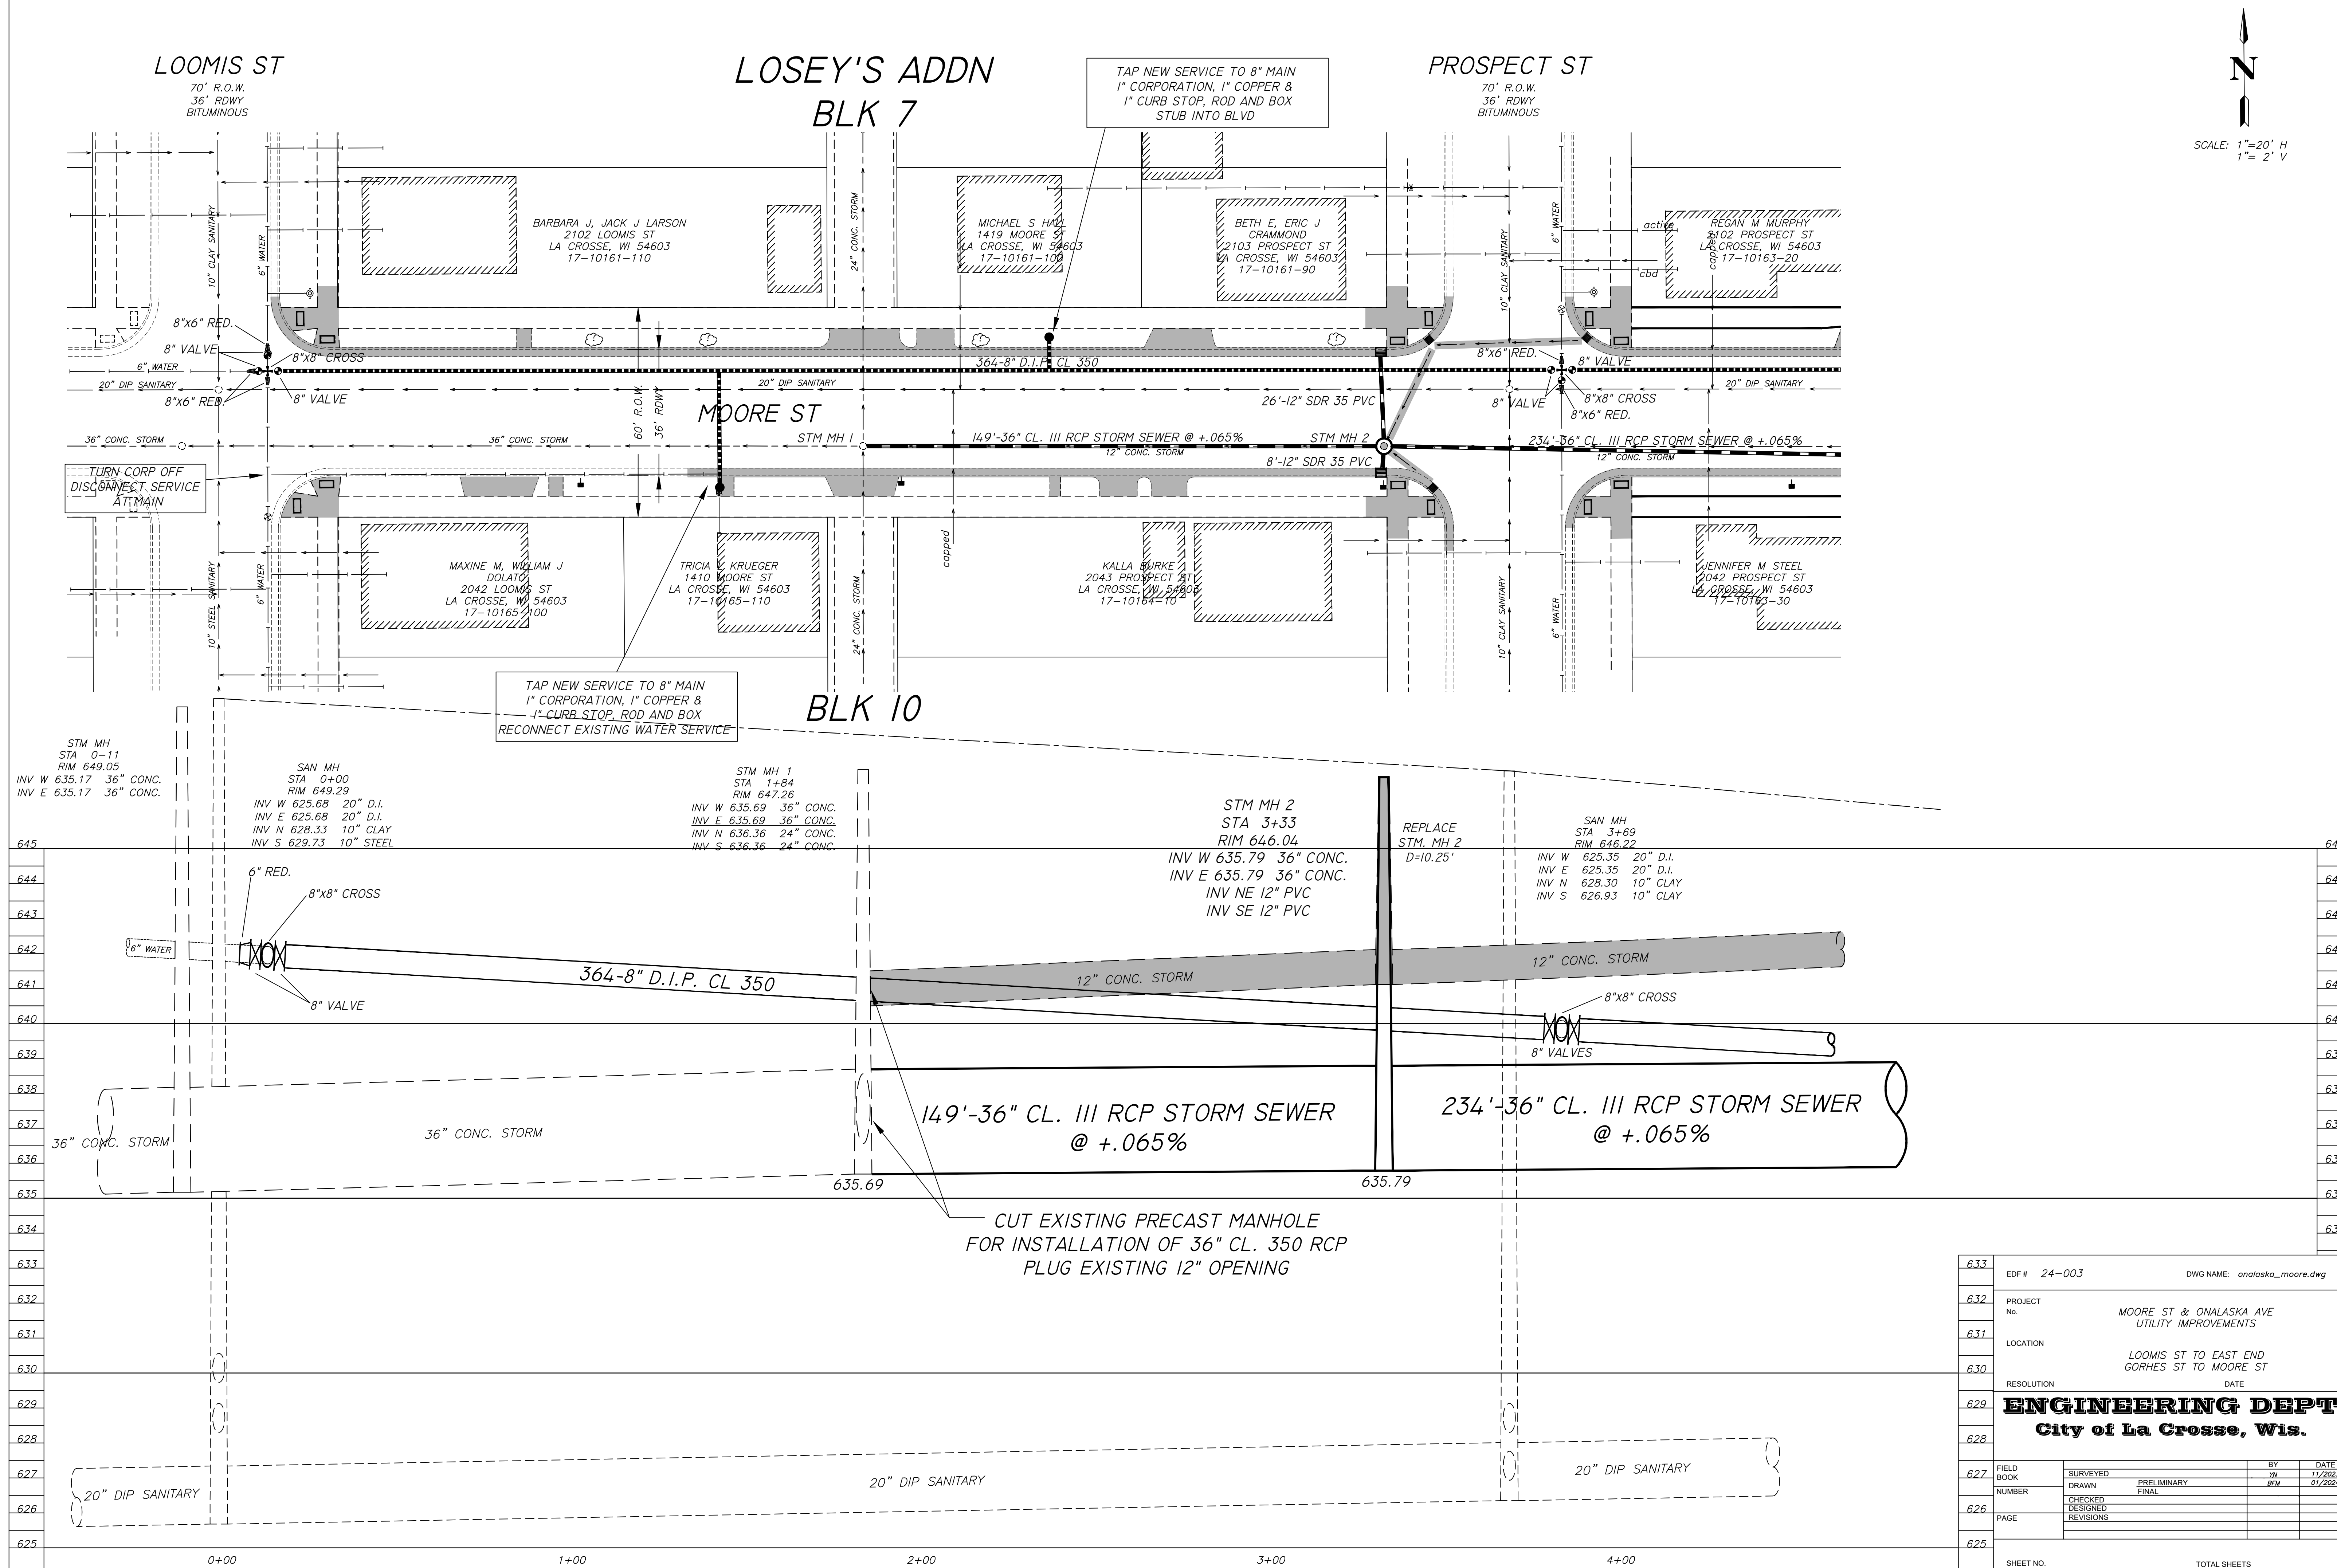 LOOMIS ST
70' R.O.W.
36' RDWY
BITUMINOUS
LOSEY'S ADDN
BLK 7
TAP NEW SERVICE TO 8" MAIN
1" CORPORATION, 1" COPPER &
1" CURB STOP, ROD AND BOX
STUB INTO BLVD
PROSPECT ST
70' R.O.W.
36' RDWY
BITUMINOUS
N
SCALE: 1"=20' H
1"= 2' V
10" CLAY SANITARY
6" WATER
BARBARA J, JACK J LARSON
2102 LOOMIS ST
LA CROSSE, WI 54603
17-10161-110
24" CONC. STORM
MICHAEL S HALL
1419 MOORE ST
LA CROSSE, WI 54603
17-10161-100
BETH E, ERIC J
CRAMMOND
2103 PROSPECT ST
LA CROSSE, WI 54603
17-10161-90
10" CLAY SANITARY
6" WATER
active
cbd
capped
REGAN M MURPHY
2102 PROSPECT ST
LA CROSSE, WI 54603
17-10163-20
8"x6" RED.
8" VALVE
8"x8" CROSS
6" WATER
20" DIP SANITARY
8"x6" RED.
8" VALVE
364-8" D.I.P. CL 350
20" DIP SANITARY
60' R.O.W.
36' RDWY
MOORE ST
8"x6" RED.
8" VALVE
8" VALVE
8"x8" CROSS
8"x6" RED.
20" DIP SANITARY
26'-12" SDR 35 PVC
36" CONC. STORM
36" CONC. STORM
STM MH 1
149'-36" CL. III RCP STORM SEWER @ +.065%
12" CONC. STORM
STM MH 2
234'-36" CL. III RCP STORM SEWER @ +.065%
12" CONC. STORM
8'-12" SDR 35 PVC
TURN CORP OFF
DISCONNECT SERVICE
AT MAIN
10" STEEL SANITARY
6" WATER
MAXINE M, WILLIAM J
DOLATO
2042 LOOMIS ST
LA CROSSE, WI 54603
17-10165-100
TRICIA L KRUEGER
1410 MOORE ST
LA CROSSE, WI 54603
17-10165-110
24" CONC. STORM
capped
KALLA BURKE
2043 PROSPECT ST
LA CROSSE, WI 54603
17-10164-10
10" CLAY SANITARY
6" WATER
JENNIFER M STEEL
2042 PROSPECT ST
LA CROSSE, WI 54603
17-10163-30
TAP NEW SERVICE TO 8" MAIN
1" CORPORATION, 1" COPPER &
1" CURB STOP, ROD AND BOX
RECONNECT EXISTING WATER SERVICE
BLK 10
STM MH
STA 0-11
RIM 649.05
INV W 635.17 36" CONC.
INV E 635.17 36" CONC.
SAN MH
STA 0+00
RIM 649.29
INV W 625.68 20" D.I.
INV E 625.68 20" D.I.
INV N 628.33 10" CLAY
INV S 629.73 10" STEEL
STM MH 1
STA 1+84
RIM 647.26
INV W 635.69 36" CONC.
INV E 635.69 36" CONC.
INV N 636.36 24" CONC.
INV S 636.36 24" CONC.
STM MH 2
STA 3+33
RIM 646.04
INV W 635.79 36" CONC.
INV E 635.79 36" CONC.
INV NE 12" PVC
INV SE 12" PVC
REPLACE
STM. MH 2
D=10.25'
SAN MH
STA 3+69
RIM 646.22
INV W 625.35 20" D.I.
INV E 625.35 20" D.I.
INV N 628.30 10" CLAY
INV S 626.93 10" CLAY
645
644
643
642
641
640
639
638
637
636
635
634
633
632
631
630
629
628
627
626
625
6" RED.
8"x8" CROSS
6" WATER
8" VALVE
364-8" D.I.P. CL 350
12" CONC. STORM
12" CONC. STORM
8"x8" CROSS
8" VALVES
36" CONC. STORM
36" CONC. STORM
149'-36" CL. III RCP STORM SEWER
@ +.065%
234'-36" CL. III RCP STORM SEWER
@ +.065%
635.69
635.79
CUT EXISTING PRECAST MANHOLE
FOR INSTALLATION OF 36" CL. 350 RCP
PLUG EXISTING 12" OPENING
20" DIP SANITARY
20" DIP SANITARY
20" DIP SANITARY
0+00
1+00
2+00
3+00
4+00
633
632
631
630
629
628
627
626
625
EDF # 24-003
DWG NAME: onalaska_moore.dwg
PROJECT
No.
MOORE ST & ONALASKA AVE
UTILITY IMPROVEMENTS
LOCATION
LOOMIS ST TO EAST END
GORHES ST TO MOORE ST
RESOLUTION
DATE
ENGINEERING DEPT
City of La Crosse, Wis.
FIELD
BOOK
NUMBER
PAGE
BY DATE
SURVEYED YN
DRAWN PRELIMINARY BFM
FINAL
CHECKED
DESIGNED
REVISIONS
SHEET NO.
TOTAL SHEETS